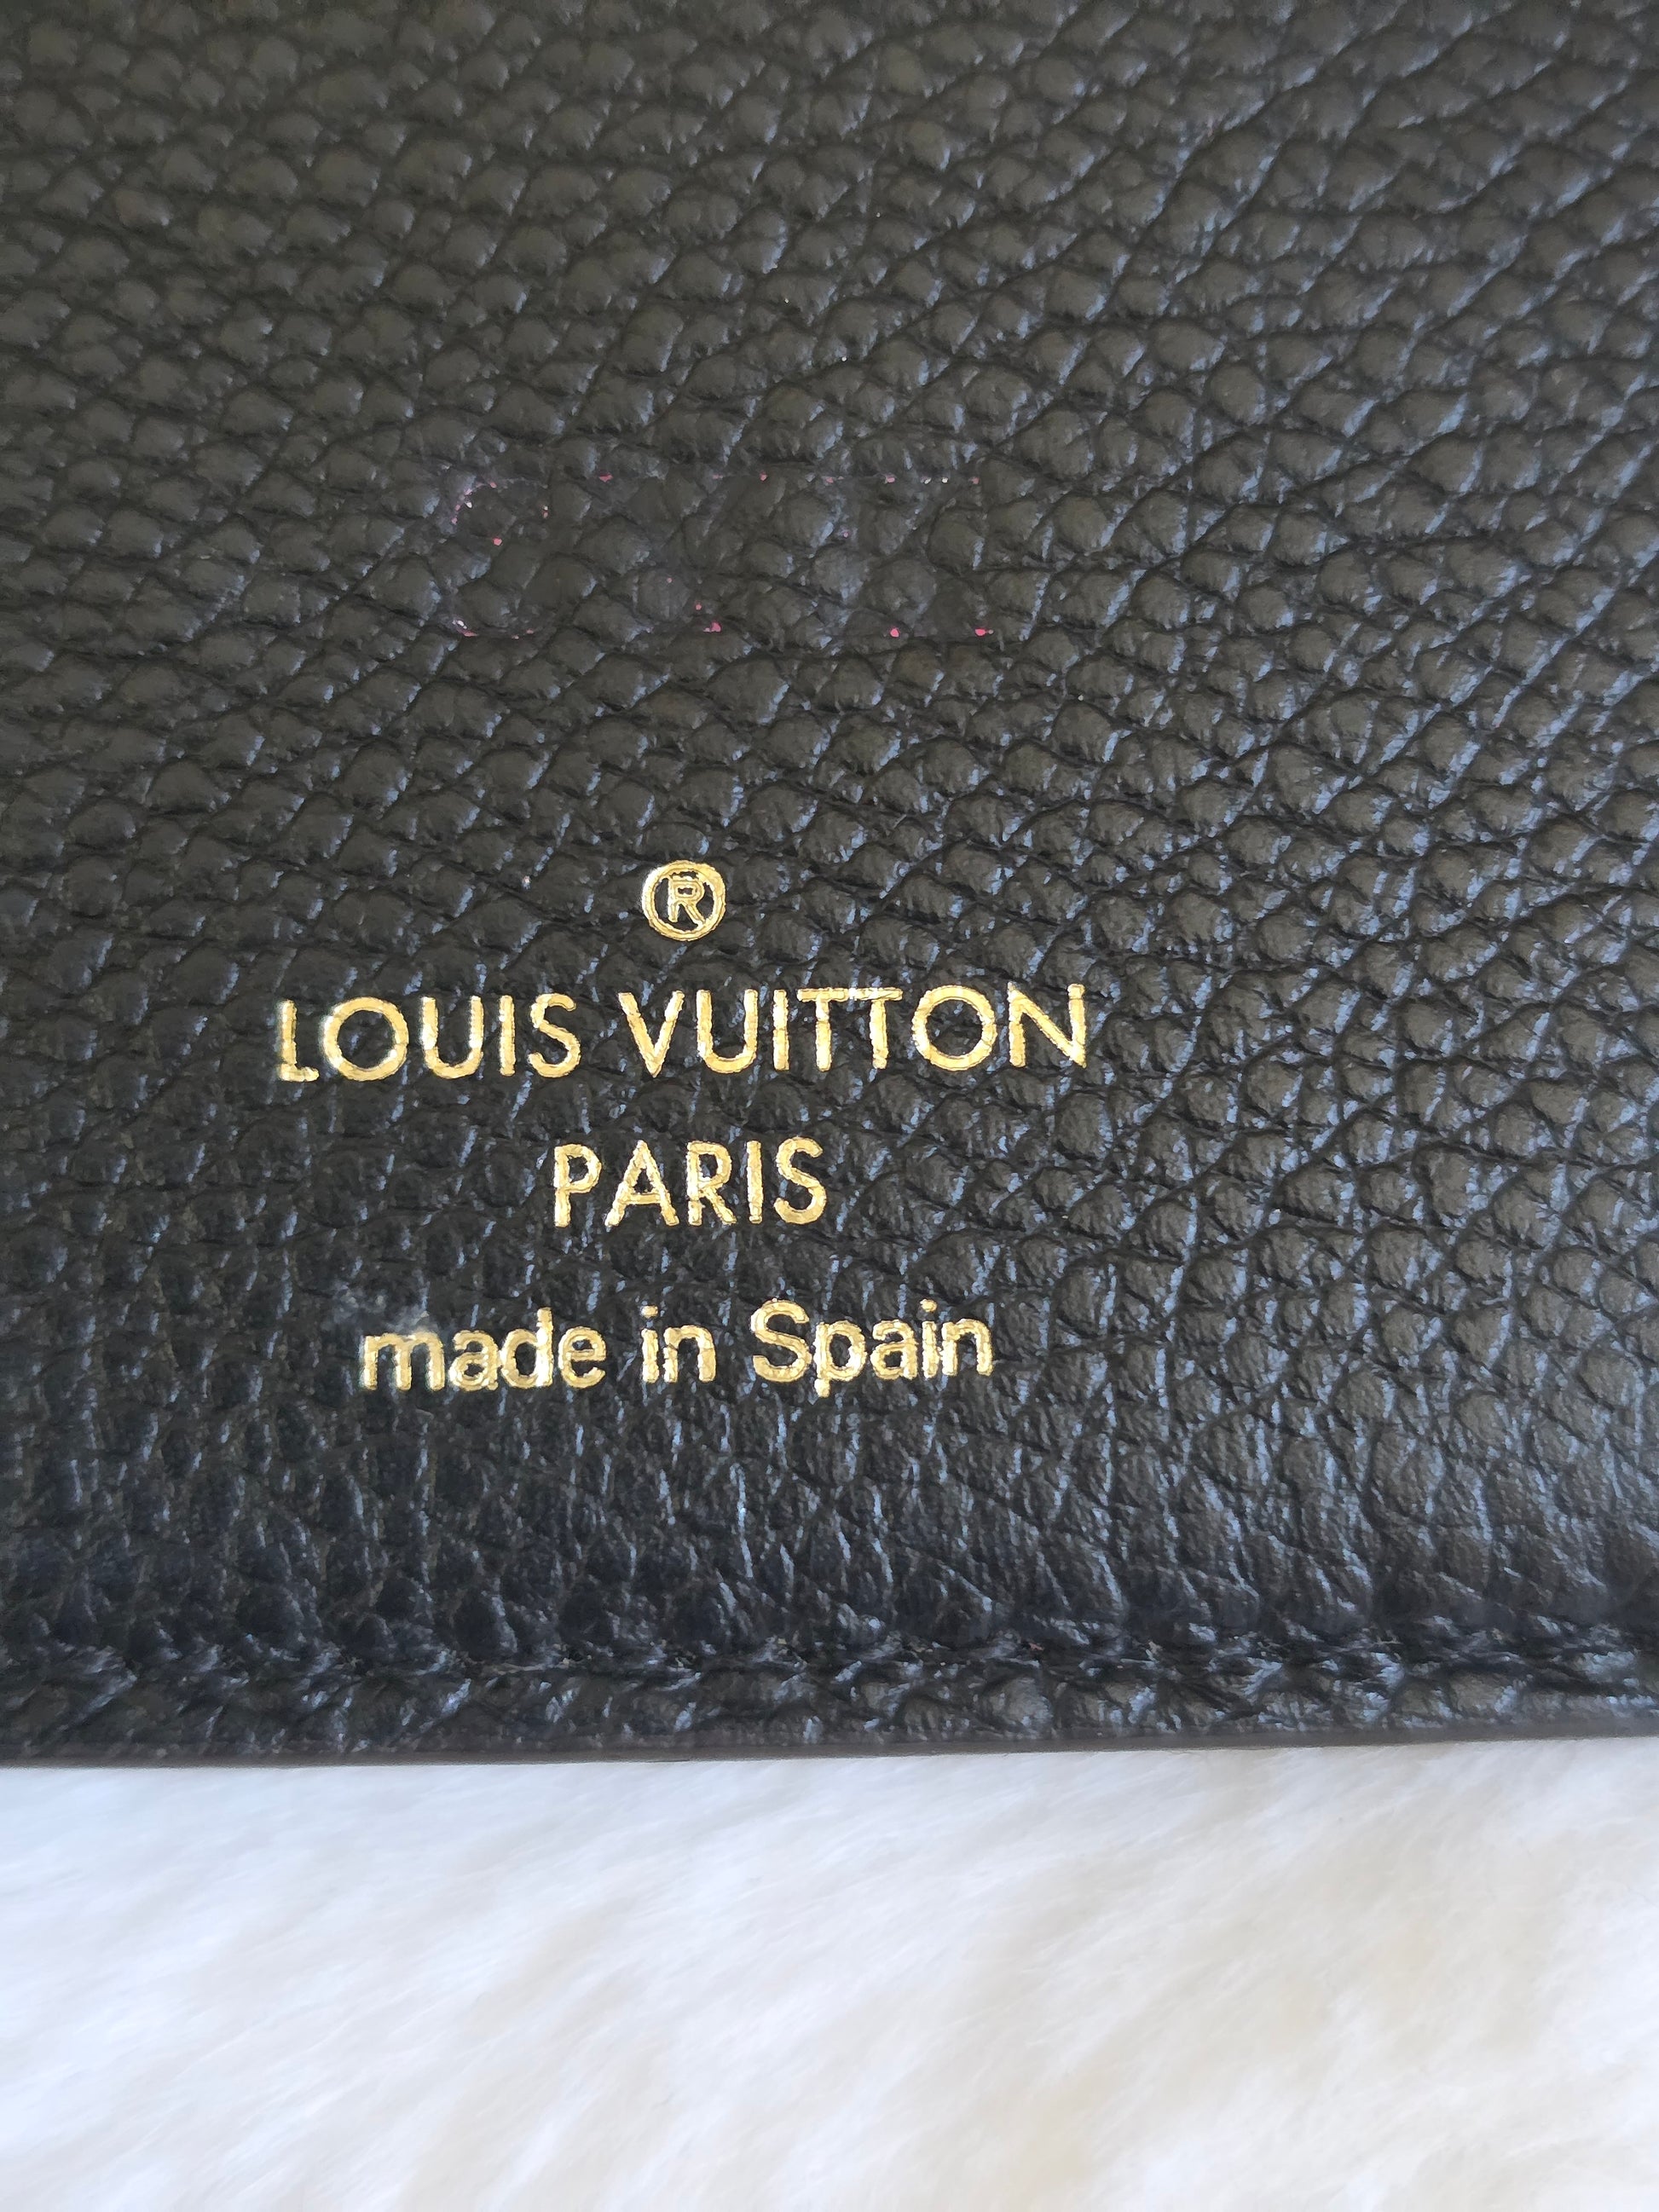 ®
LOUIS VUITTON
PARIS
made in Spain